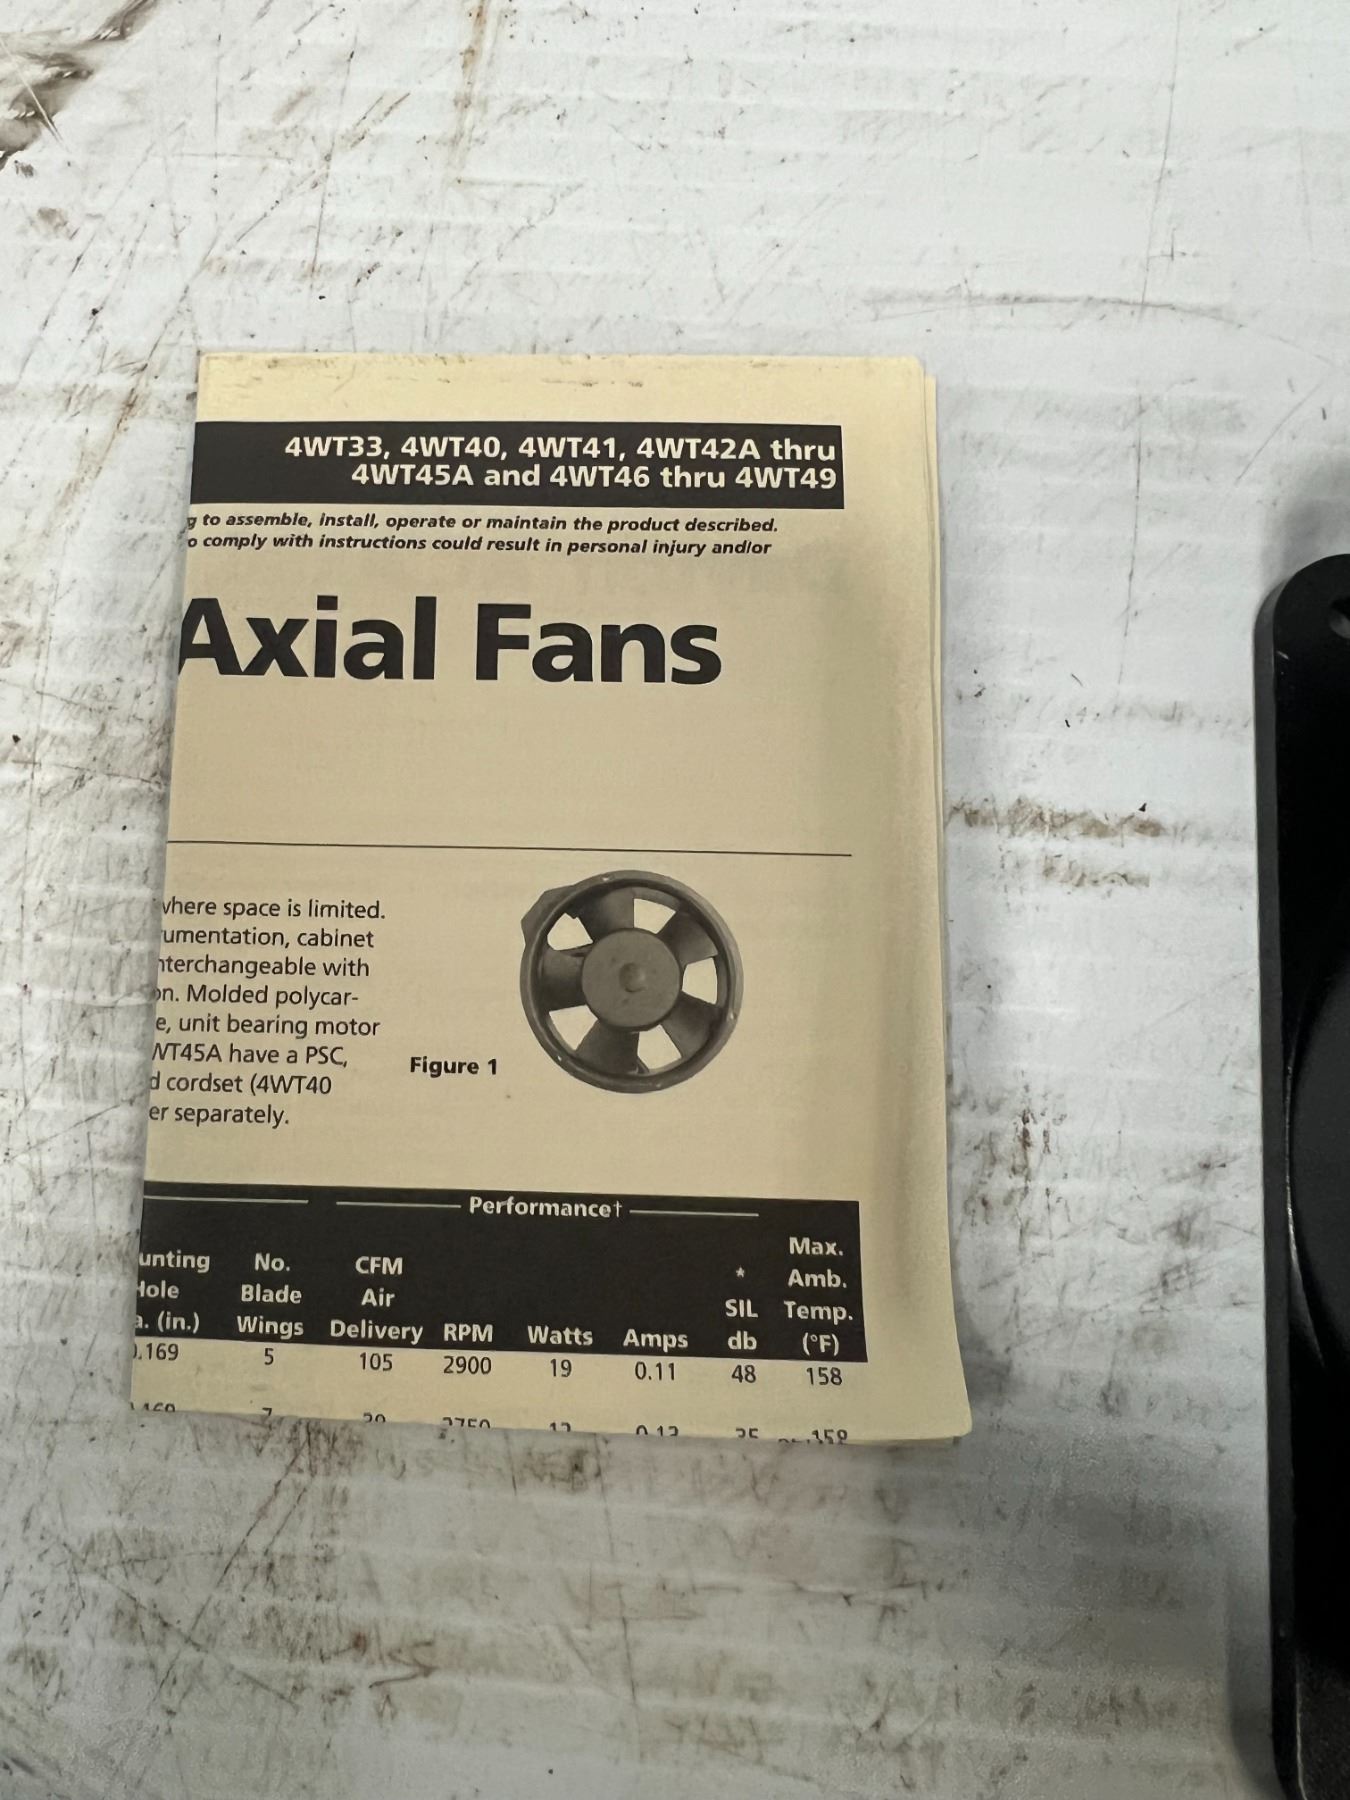 4WT33, 4WT40, 4WT41, 4WT42A thru
4WT45A and 4WT46 thru 4WT49
to assemble, install, operate or maintain the product described.
comply with instructions could result in personal injury and/or
Axial Fans
where space is limited.
umentation, cabinet
nterchangeable with
on. Molded polycar-
e, unit bearing motor
WT45A have a PSC,
d cordset (4WT40
er separately.
Figure 1
Performance†
unting Hole a. (in.)
No. Blade Wings
CFM Air Delivery
RPM
Watts
Amps
* SIL db
Max. Amb. Temp. (°F)
0.169 5 105 2900 19 0.11 48 158